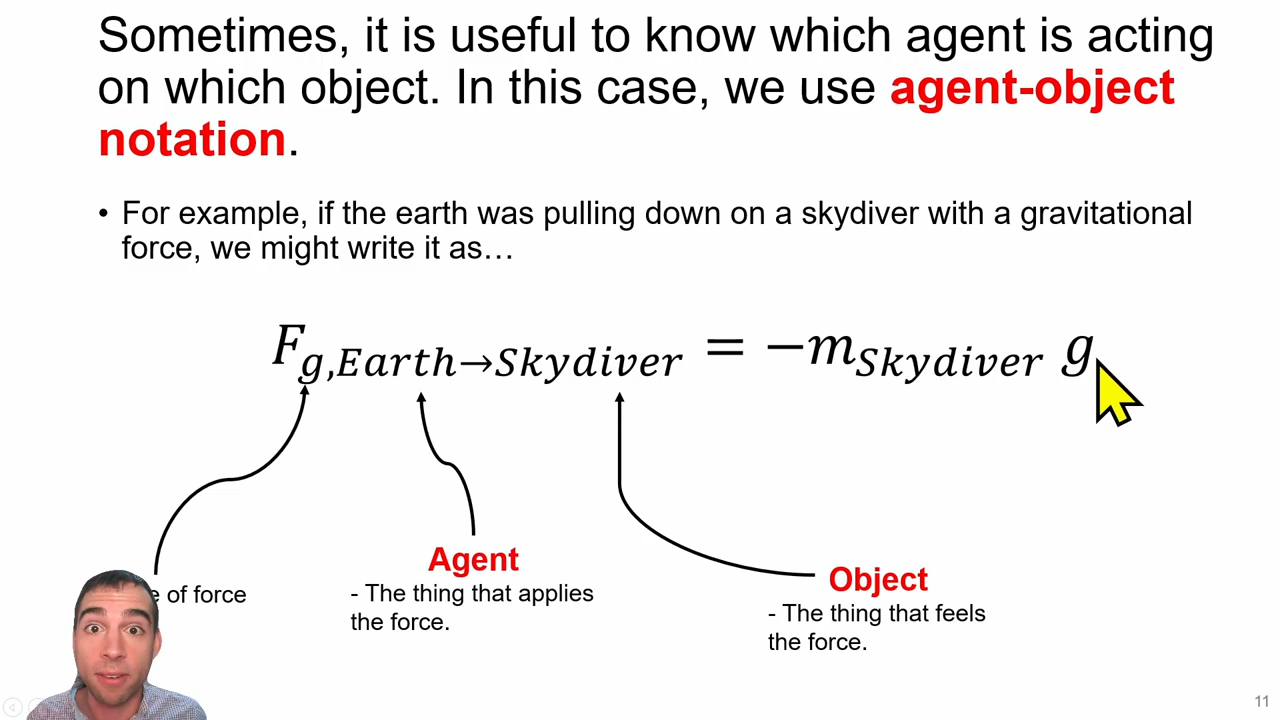 Sometimes, it is useful to know which agent is acting
on which object. In this case, we use agent-object
notation.
• For example, if the earth was pulling down on a skydiver with a gravitational
force, we might write it as…
F_{g,Earth→Skydiver} = −m_{Skydiver} g
e of force
Agent
- The thing that applies
the force.
Object
- The thing that feels
the force.
11